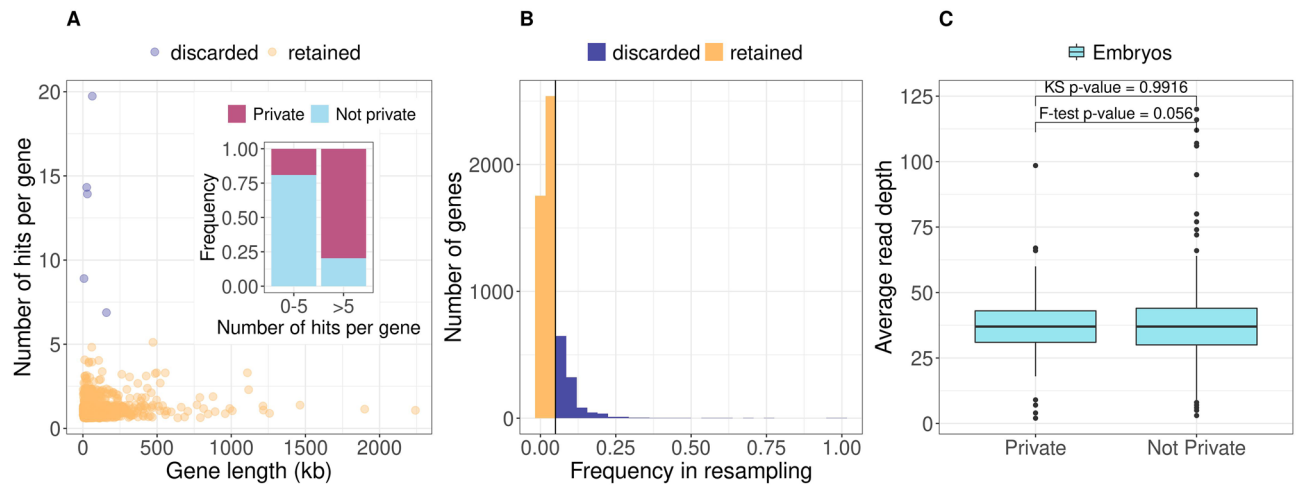 A
discarded retained
Number of hits per gene
20
15
10
5
0
0 500 1000 1500 2000
Gene length (kb)
Private Not private
Frequency
1.00
0.75
0.50
0.25
0.00
0-5 >5
Number of hits per gene
B
discarded retained
Number of genes
2000
1000
0
0.00 0.25 0.50 0.75 1.00
Frequency in resampling
C
Embryos
Average read depth
125
100
75
50
25
0
KS p-value = 0.9916
F-test p-value = 0.056
Private Not Private